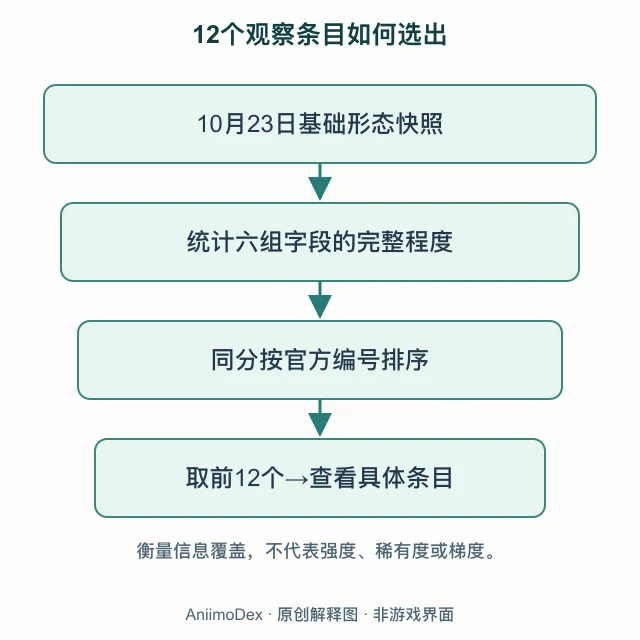 12个观察条目如何选出
10月23日基础形态快照
统计六组字段的完整程度
同分按官方编号排序
取前12个→查看具体条目
衡量信息覆盖，不代表强度、稀有度或梯度。
AniimoDex · 原创解释图 · 非游戏界面